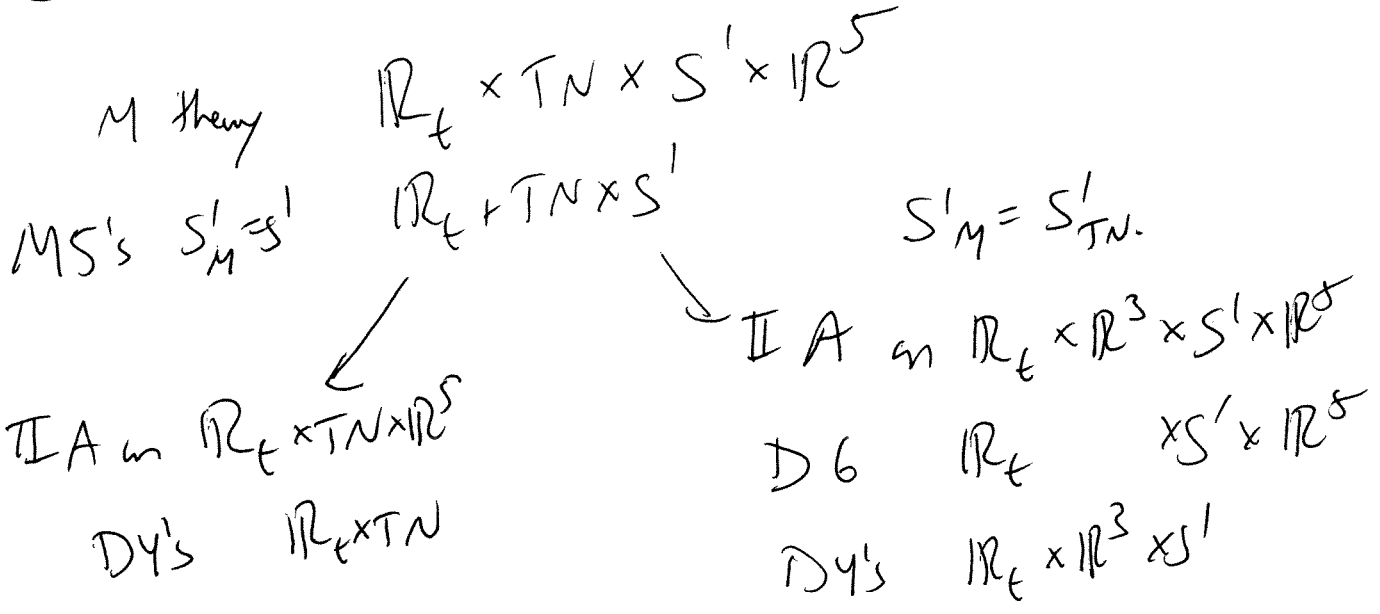 M theory ℝ_t × TN × S¹ × ℝ⁵
M5's S¹_M = S¹ ℝ_t × TN × S¹
S¹_M = S¹_TN.
IIA on ℝ_t × TN × ℝ⁵
D4's ℝ_t × TN
IIA on ℝ_t × ℝ³ × S¹ × ℝ⁵
D6 ℝ_t × S¹ × ℝ⁵
D4's ℝ_t × ℝ³ × S¹